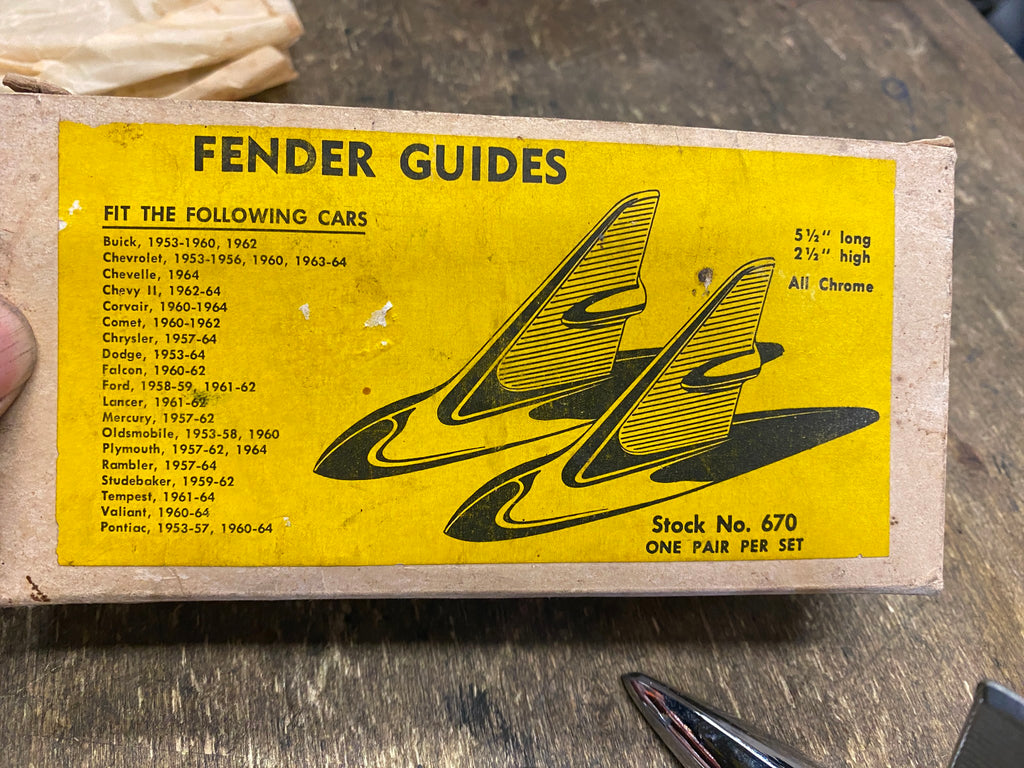 FENDER GUIDES
FIT THE FOLLOWING CARS
Buick, 1953-1960, 1962
Chevrolet, 1953-1956, 1960, 1963-64
Chevelle, 1964
Chevy II, 1962-64
Corvair, 1960-1964
Comet, 1960-1962
Chrysler, 1957-64
Dodge, 1953-64
Falcon, 1960-62
Ford, 1958-59, 1961-62
Lancer, 1961-62
Mercury, 1957-62
Oldsmobile, 1953-58, 1960
Plymouth, 1957-62, 1964
Rambler, 1957-64
Studebaker, 1959-62
Tempest, 1961-64
Valiant, 1960-64
Pontiac, 1953-57, 1960-64
5½" long
2½" high
All Chrome
Stock No. 670
ONE PAIR PER SET